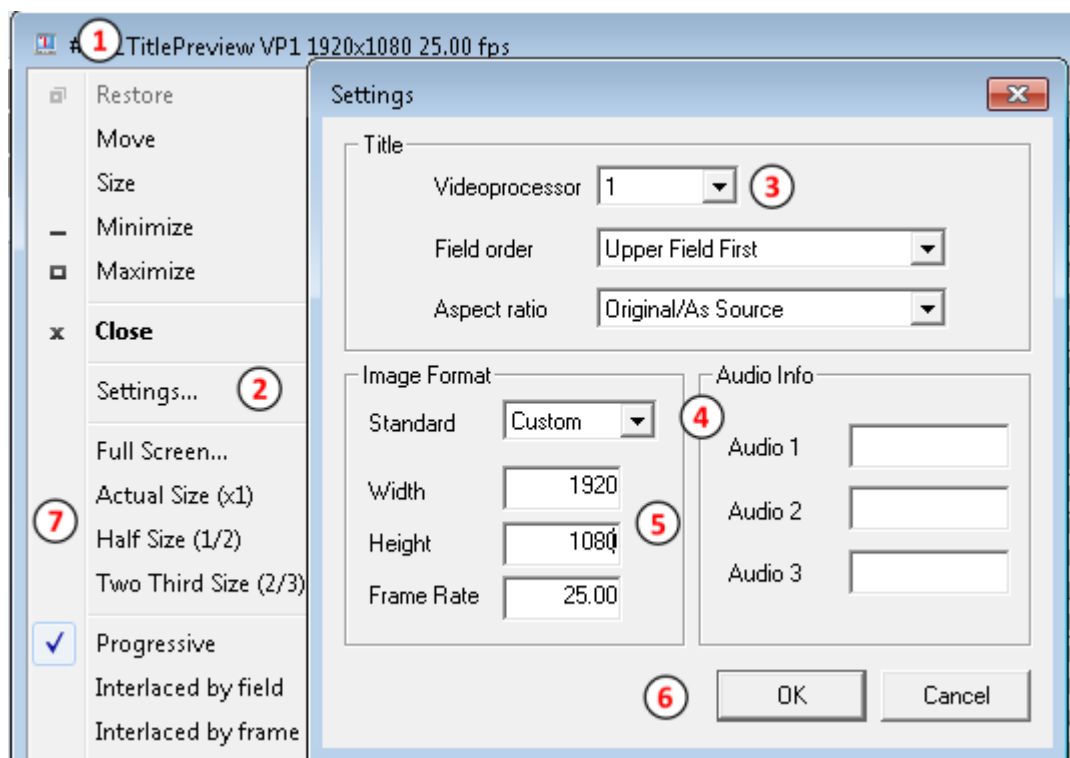 # 1 TitlePreview VP1 1920x1080 25.00 fps
Restore
Move
Size
Minimize
Maximize
x Close
Settings... 2
Full Screen...
Actual Size (x1)
7
Half Size (1/2)
Two Third Size (2/3)
Progressive
Interlaced by field
Interlaced by frame
Settings
Title
Videoprocessor 1 3
Field order Upper Field First
Aspect ratio Original/As Source
Image Format
Standard Custom 4
Width 1920
5
Height 1080
Frame Rate 25.00
Audio Info
Audio 1
Audio 2
Audio 3
6 OK Cancel